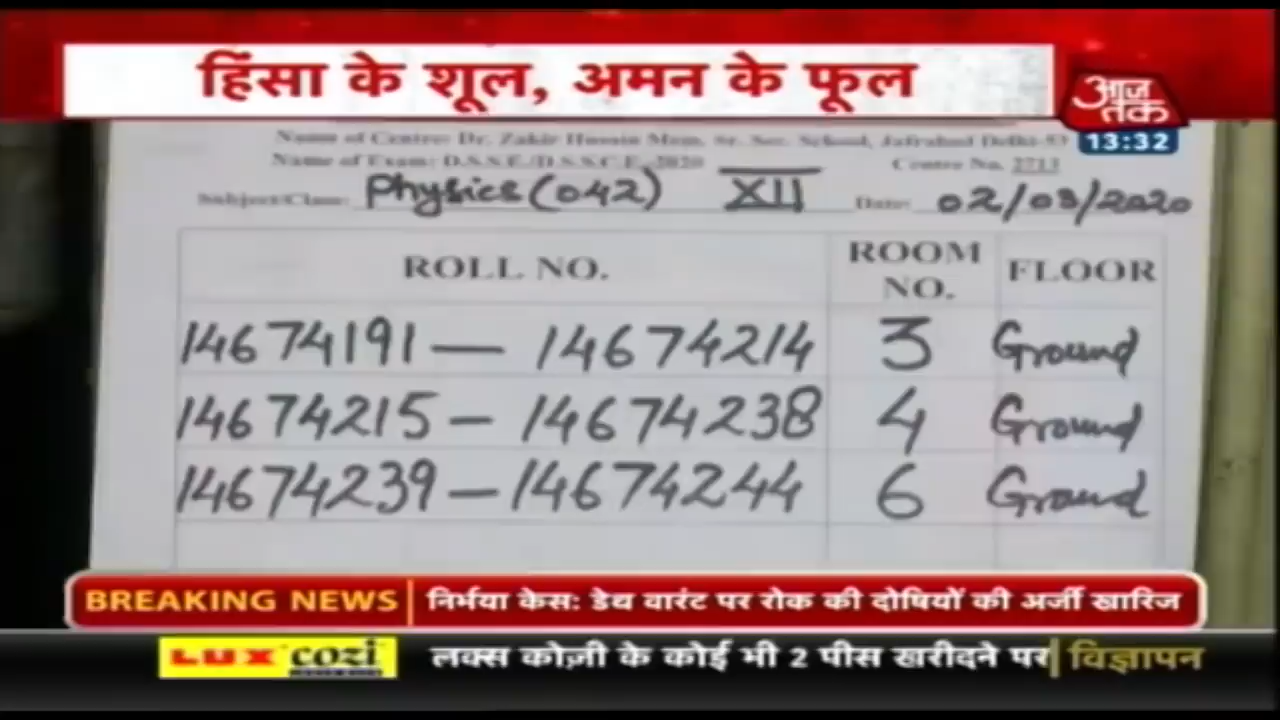 हिंसा के शूल, अमन के फूल
आज तक
13:32
Name of Centre: Dr. Zakir Husain Mem. Sr. Sec. School, Jafrabad Delhi-53
Name of Exam: D.S.S.E./D.S.S.C.E.-2020 Centre No. 2713
Subject/Class: Physics (042) XII Date: 02/03/2020
ROLL NO. ROOM NO. FLOOR
14674191 — 14674214 3 Ground
14674215 — 14674238 4 Ground
14674239 — 14674244 6 Ground
BREAKING NEWS निर्भया केस: डेथ वारंट पर रोक की दोषियों की अर्जी खारिज
LUX cozi लक्स कोज़ी के कोई भी 2 पीस खरीदने पर विज्ञापन